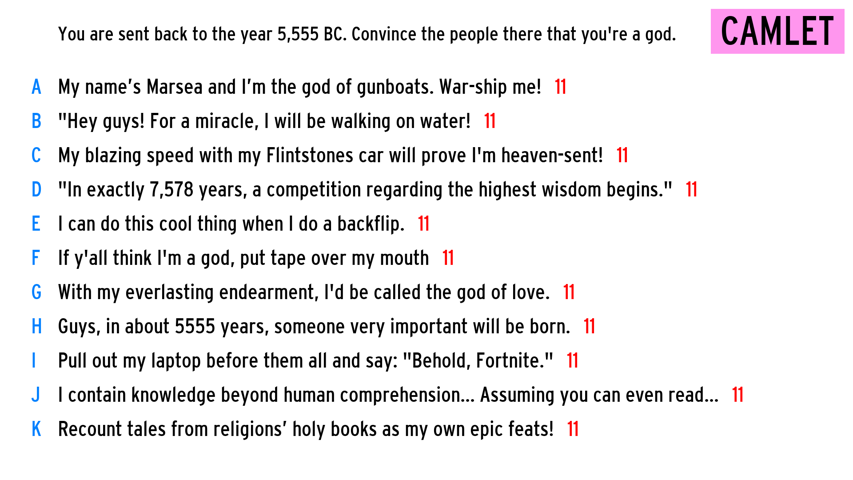 You are sent back to the year 5,555 BC. Convince the people there that you're a god.
CAMLET
A My name's Marsea and I'm the god of gunboats. War-ship me! 11
B "Hey guys! For a miracle, I will be walking on water! 11
C My blazing speed with my Flintstones car will prove I'm heaven-sent! 11
D "In exactly 7,578 years, a competition regarding the highest wisdom begins." 11
E I can do this cool thing when I do a backflip. 11
F If y'all think I'm a god, put tape over my mouth 11
G With my everlasting endearment, I'd be called the god of love. 11
H Guys, in about 5555 years, someone very important will be born. 11
I Pull out my laptop before them all and say: "Behold, Fortnite." 11
J I contain knowledge beyond human comprehension... Assuming you can even read... 11
K Recount tales from religions’ holy books as my own epic feats! 11